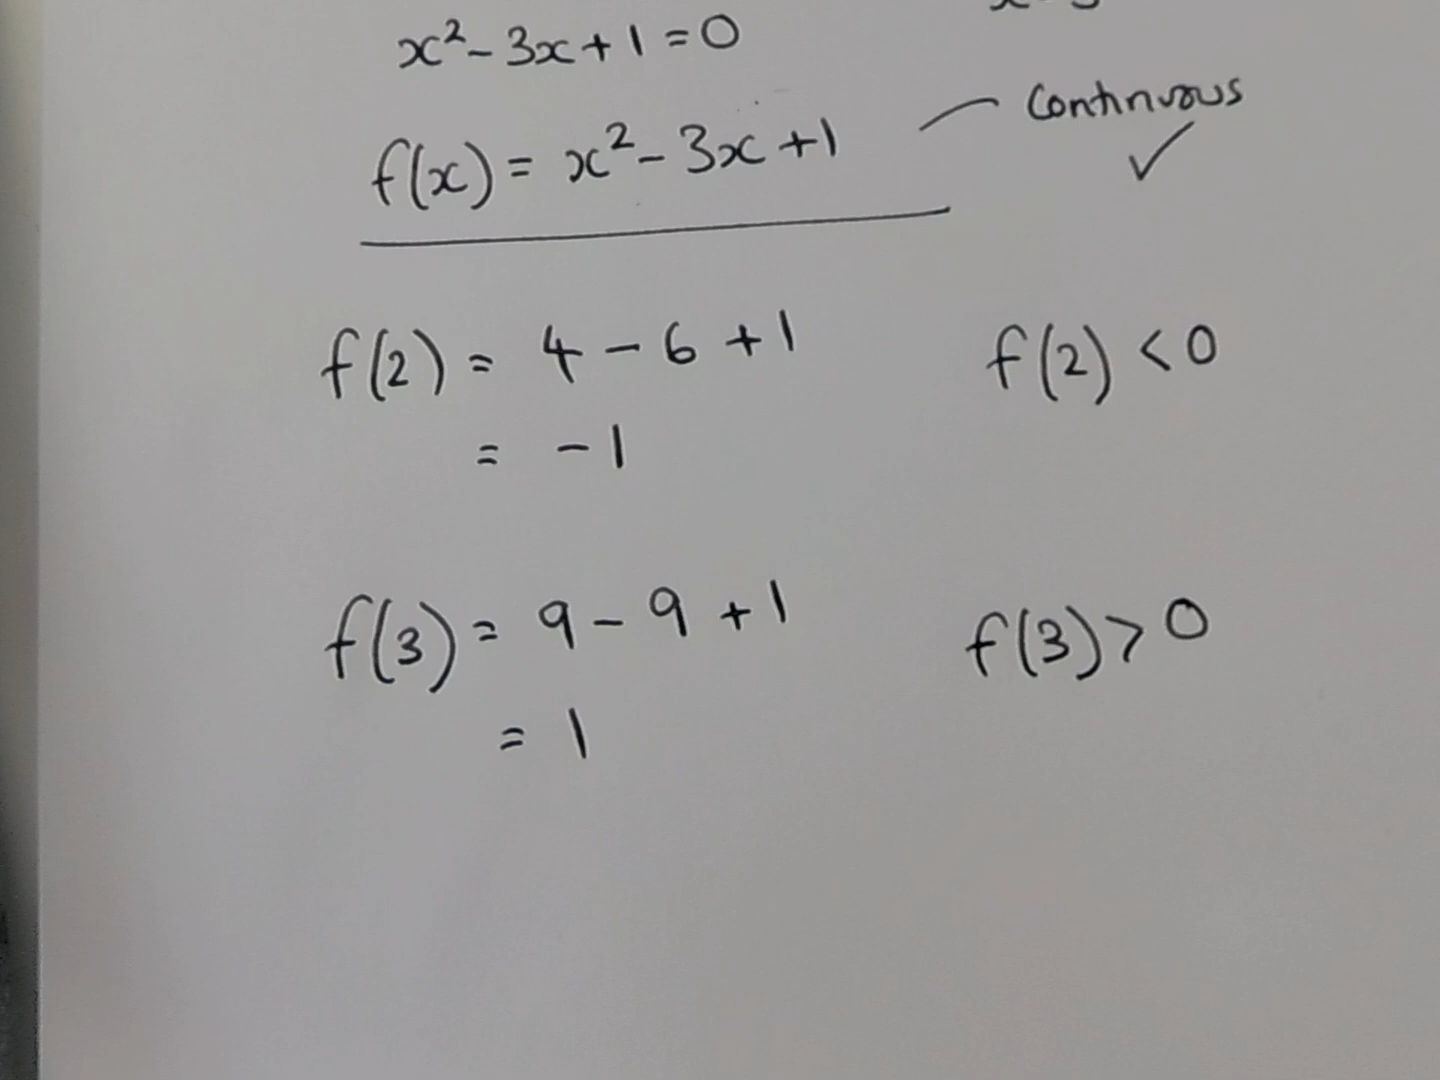 x² - 3x + 1 = 0
f(x) = x² - 3x + 1 — Continuous ✓
f(2) = 4 - 6 + 1 f(2) < 0
= -1
f(3) = 9 - 9 + 1 f(3) > 0
= 1